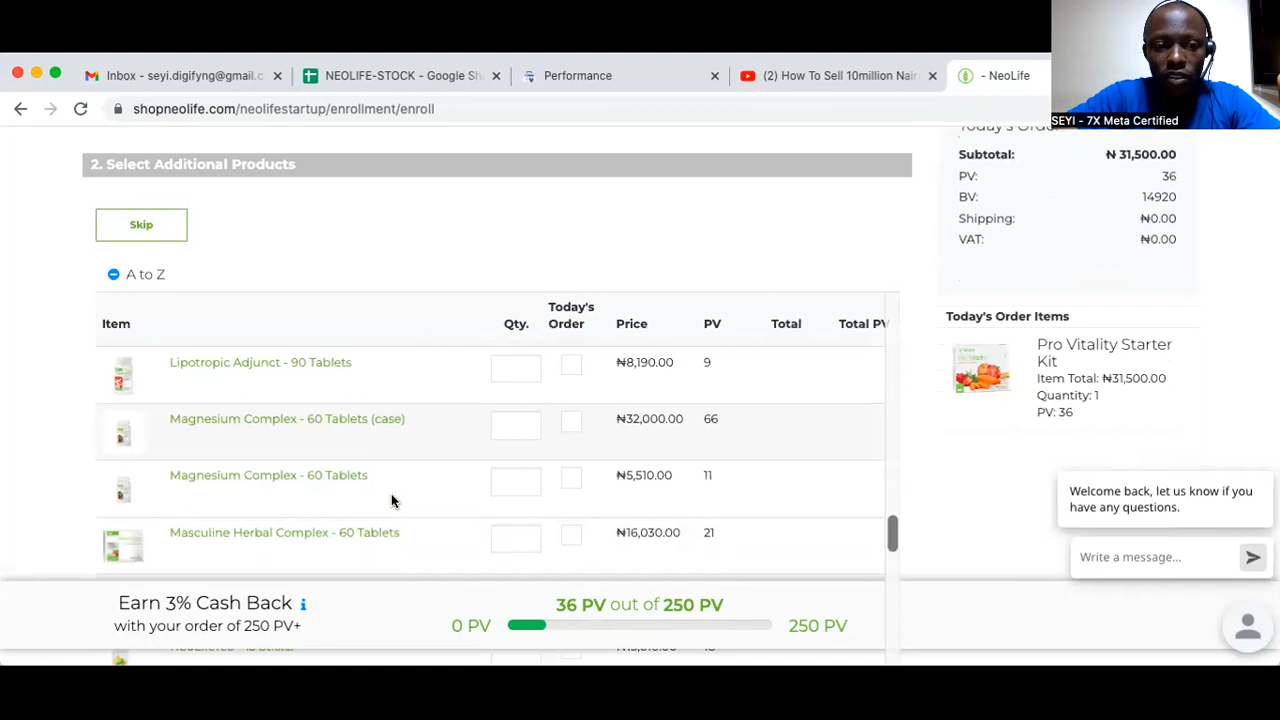 Inbox - seyi.digifyng@gmail.c
NEOLIFE-STOCK - Google Sh
Performance
(2) How To Sell 10million Nair
- NeoLife
shopneolife.com/neolifestartup/enrollment/enroll
SEYI - 7X Meta Certified
2. Select Additional Products
Skip
A to Z
Item Qty. Today's Order Price PV Total Total PV
Lipotropic Adjunct - 90 Tablets ₦8,190.00 9
Magnesium Complex - 60 Tablets (case) ₦32,000.00 66
Magnesium Complex - 60 Tablets ₦5,510.00 11
Masculine Herbal Complex - 60 Tablets ₦16,030.00 21
Today's Order
Subtotal: ₦ 31,500.00
PV: 36
BV: 14920
Shipping: ₦0.00
VAT: ₦0.00
Today's Order Items
Pro Vitality Starter
Kit
Item Total: ₦31,500.00
Quantity: 1
PV: 36
Welcome back, let us know if you
have any questions.
Write a message...
Earn 3% Cash Back
with your order of 250 PV+
36 PV out of 250 PV
0 PV
250 PV